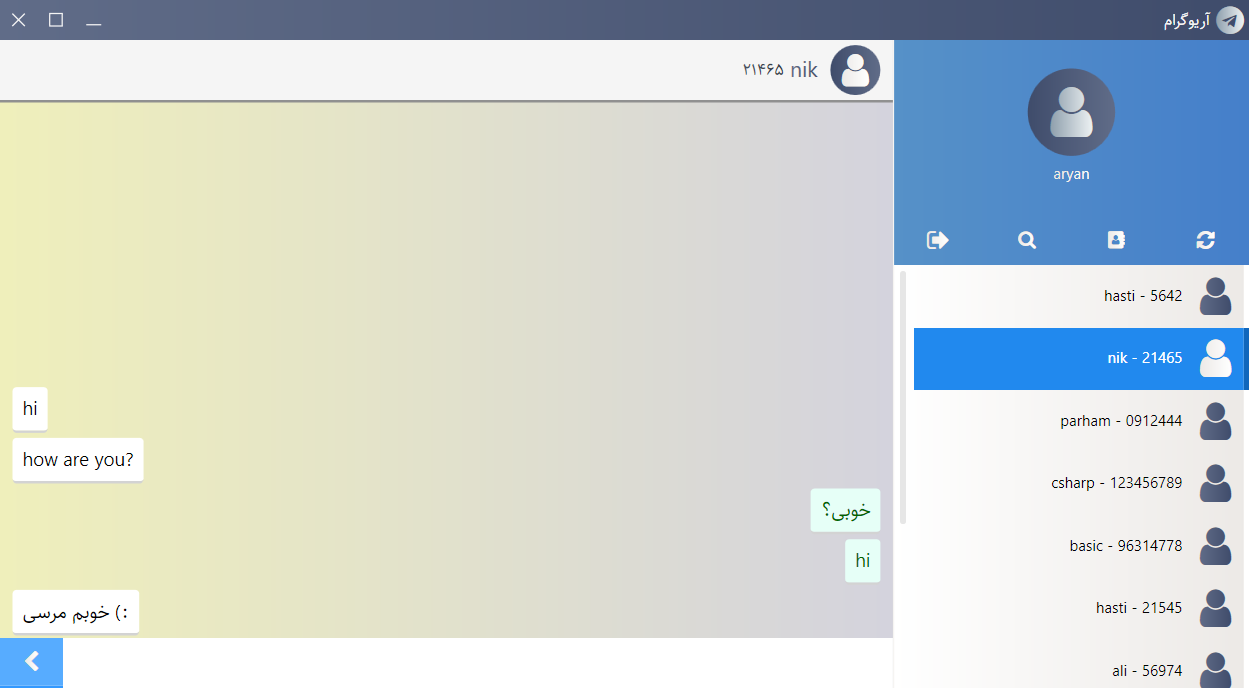 آریوگرام
nik ۲۱۴۶۵
aryan
hasti - 5642
nik - 21465
parham - 0912444
csharp - 123456789
basic - 96314778
hasti - 21545
ali - 56974
hi
how are you?
خوبی؟
hi
خوبم مرسی (: